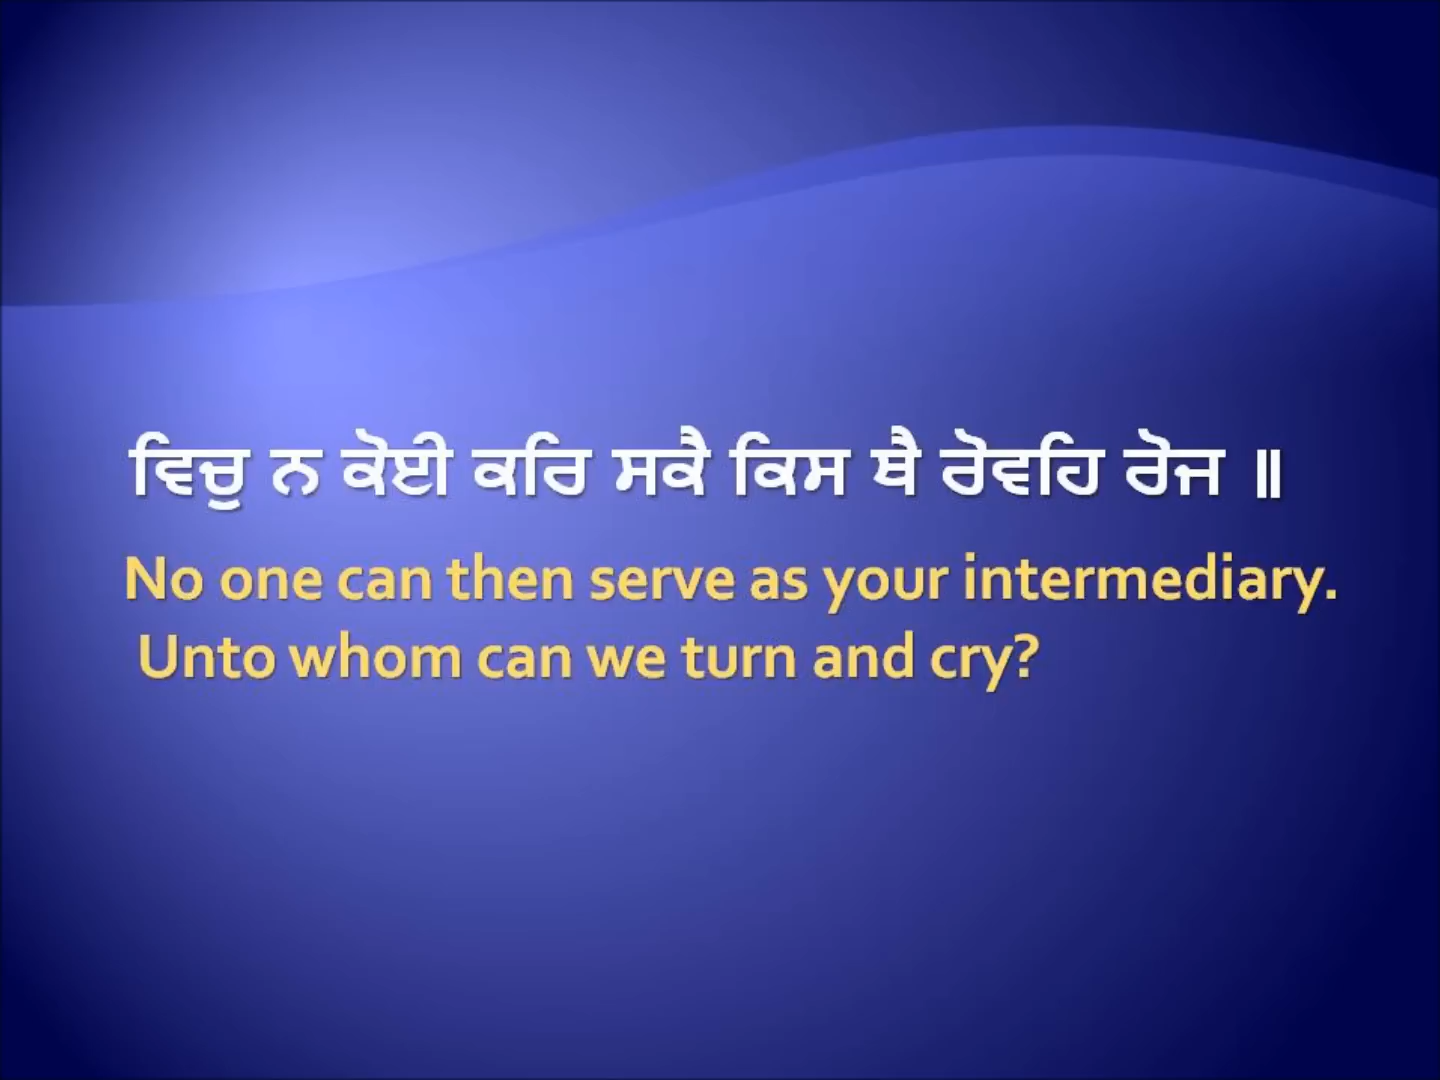 ਵਿਚੁ ਨ ਕੋਈ ਕਰਿ ਸਕੈ ਕਿਸ ਥੈ ਰੋਵਹਿ ਰੋਜ ॥
No one can then serve as your intermediary.
Unto whom can we turn and cry?